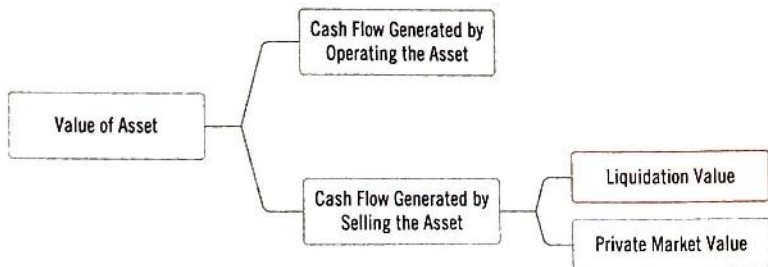 Cash Flow Generated by
Operating the Asset
Value of Asset
Cash Flow Generated by
Selling the Asset
Liquidation Value
Private Market Value